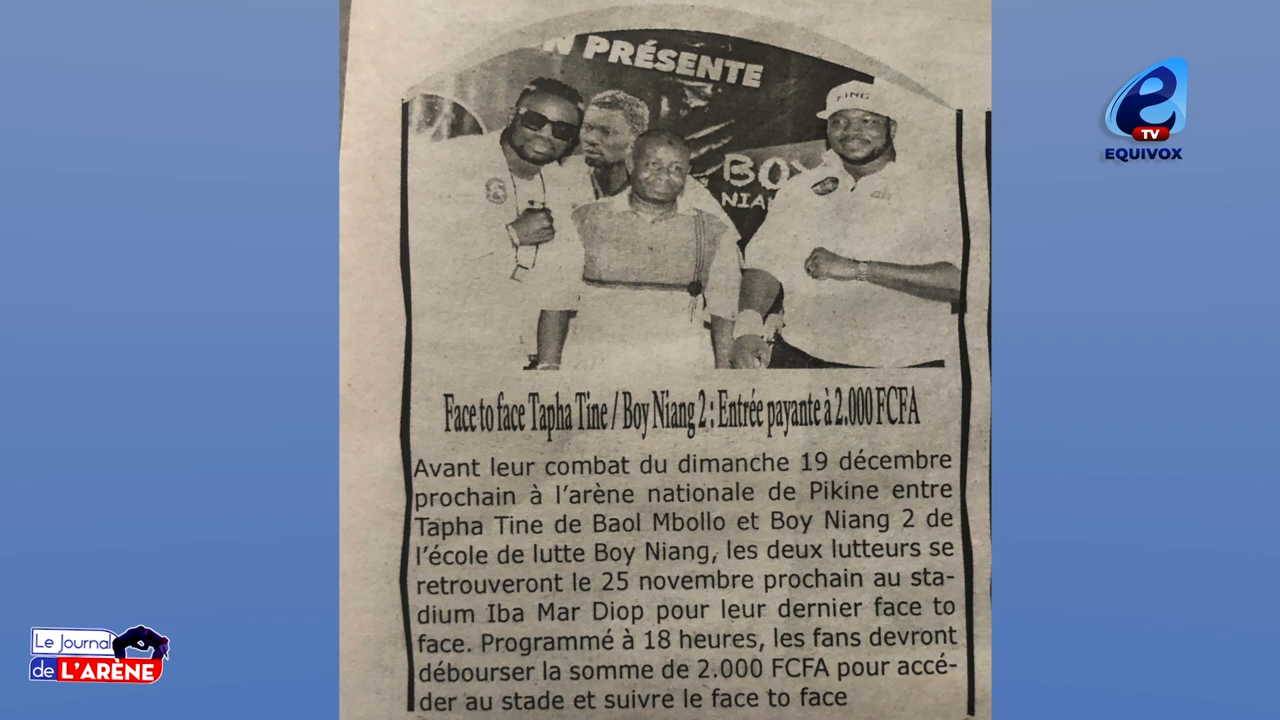 N PRÉSENTE
KING
BOY
NIAN
e
TV
EQUIVOX
Face to face Tapha Tine / Boy Niang 2 : Entrée payante à 2.000 FCFA
Avant leur combat du dimanche 19 décembre
prochain à l’arène nationale de Pikine entre
Tapha Tine de Baol Mbollo et Boy Niang 2 de
l’école de lutte Boy Niang, les deux lutteurs se
retrouveront le 25 novembre prochain au sta-
dium Iba Mar Diop pour leur dernier face to
face. Programmé à 18 heures, les fans devront
débourser la somme de 2.000 FCFA pour accé-
der au stade et suivre le face to face
Le Journal
de L'ARÈNE